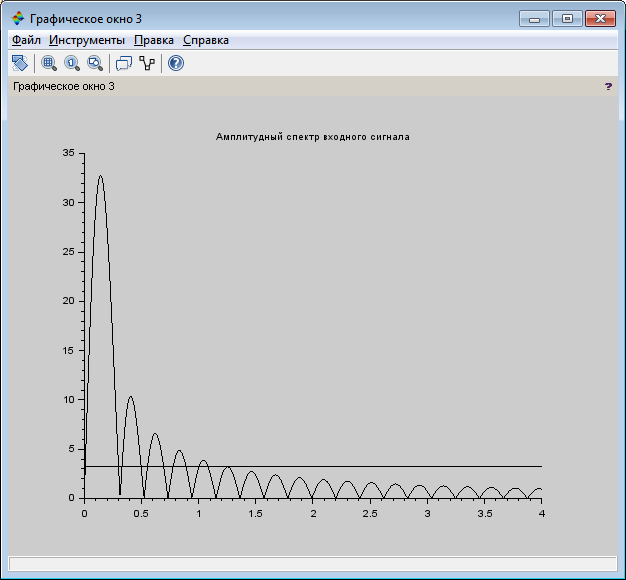 Графическое окно 3
Файл Инструменты Правка Справка
Графическое окно 3 ?
Амплитудный спектр входного сигнала
35
30
25
20
15
10
5
0
0 0.5 1 1.5 2 2.5 3 3.5 4